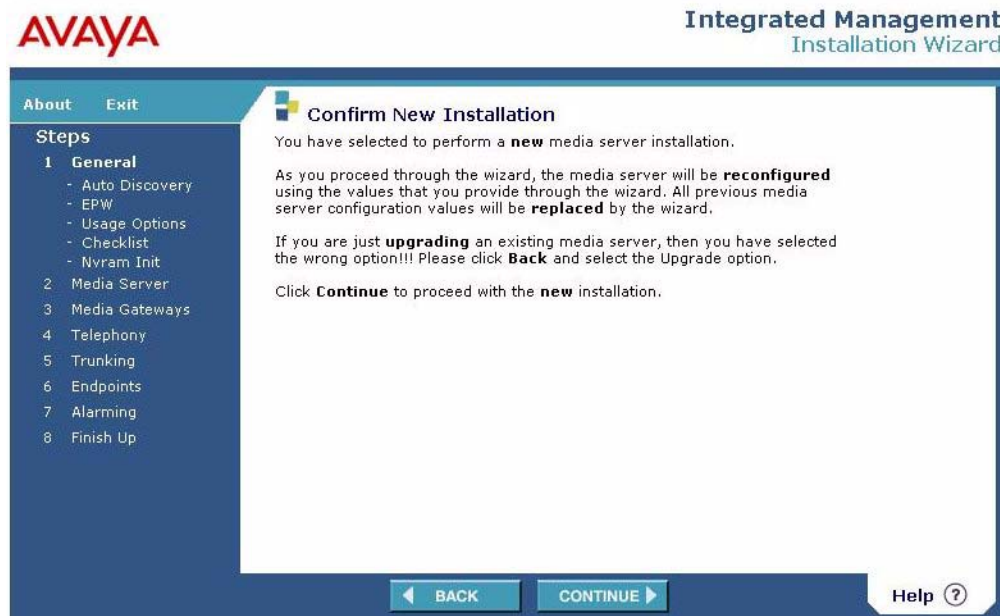 AVAYA
Integrated Management
Installation Wizard
About Exit
Steps
1 General
- Auto Discovery
- EPW
- Usage Options
- Checklist
- Nvram Init
2 Media Server
3 Media Gateways
4 Telephony
5 Trunking
6 Endpoints
7 Alarming
8 Finish Up
Confirm New Installation
You have selected to perform a new media server installation.
As you proceed through the wizard, the media server will be reconfigured
using the values that you provide through the wizard. All previous media
server configuration values will be replaced by the wizard.
If you are just upgrading an existing media server, then you have selected
the wrong option!!! Please click Back and select the Upgrade option.
Click Continue to proceed with the new installation.
BACK
CONTINUE
Help ?